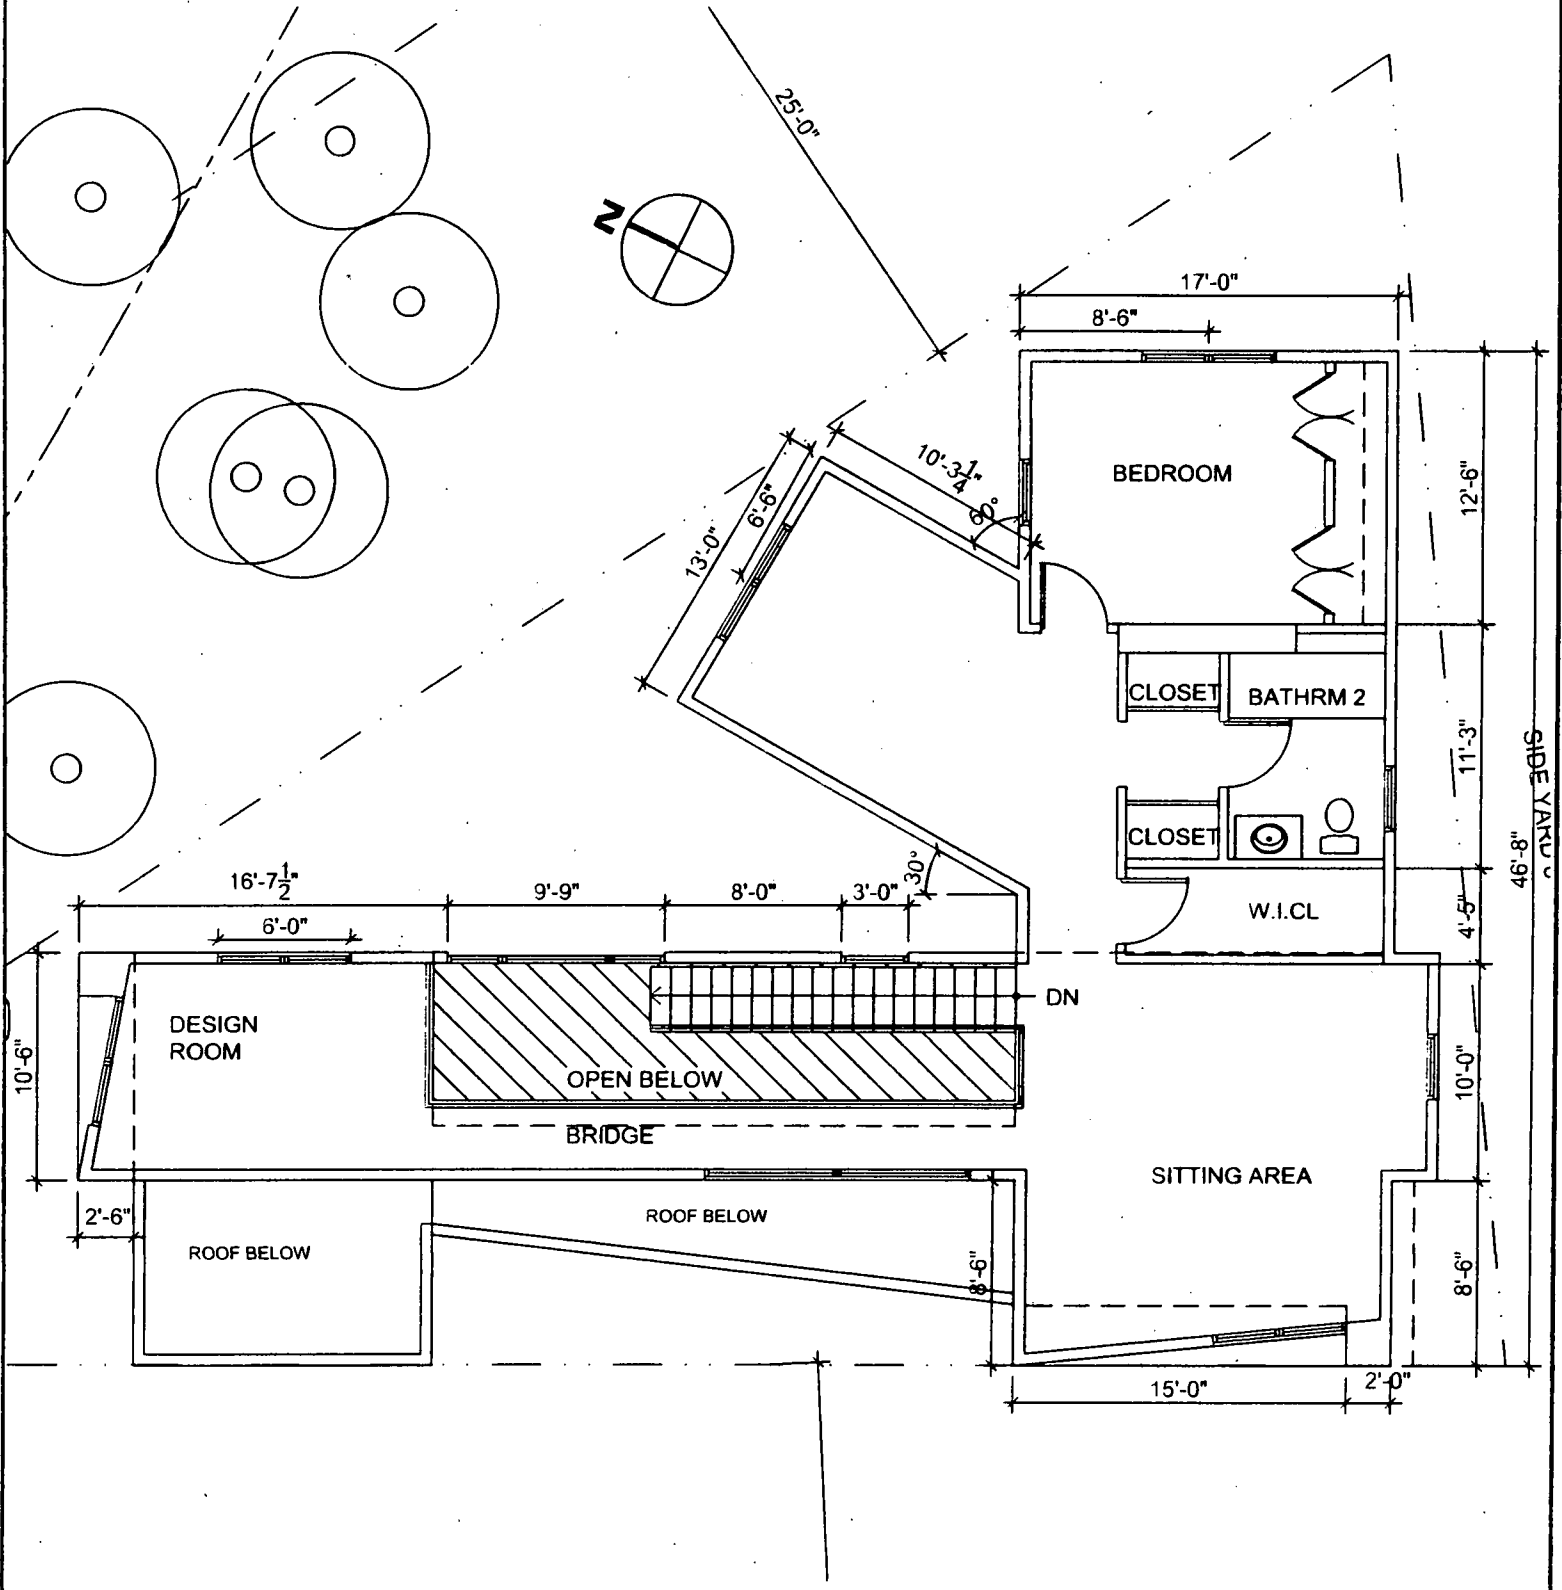 25'-0"
N
17'-0"
8'-6"
10'-3 1/4"
60°
6'-6"
13'-0"
BEDROOM
12'-6"
CLOSET
BATHRM 2
11'-3"
SIDE YARD
46'-8"
CLOSET
30°
16'-7 1/2"
9'-9"
8'-0"
3'-0"
W.I.CL
4'-5"
6'-0"
DN
DESIGN
ROOM
10'-6"
OPEN BELOW
10'-0"
BRIDGE
SITTING AREA
2'-6"
ROOF BELOW
ROOF BELOW
8'-6"
8'-6"
15'-0"
2'-0"